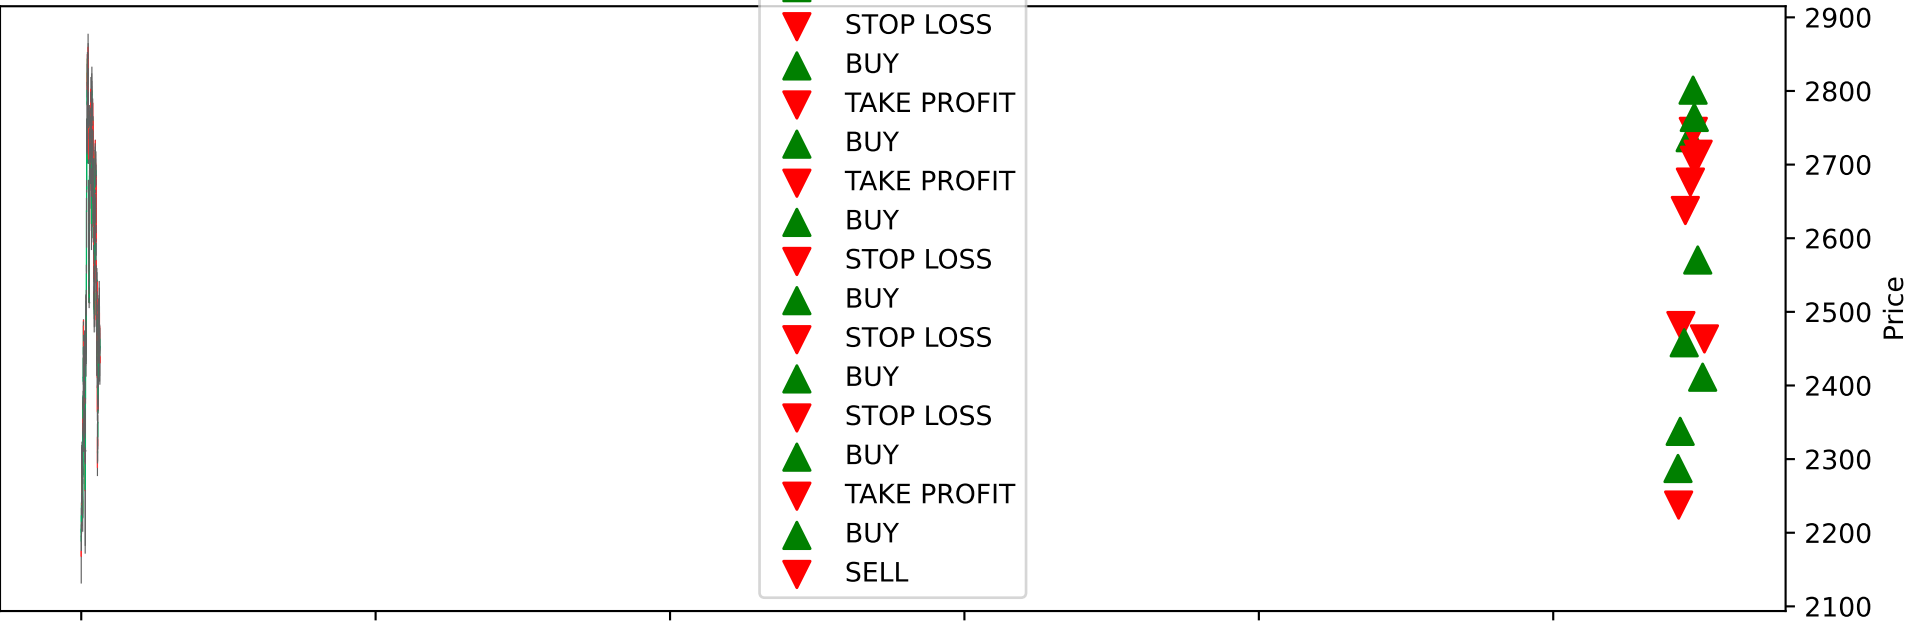 STOP LOSS
BUY
TAKE PROFIT
BUY
TAKE PROFIT
BUY
STOP LOSS
BUY
STOP LOSS
BUY
STOP LOSS
BUY
TAKE PROFIT
BUY
SELL
2900
2800
2700
2600
2500
2400
2300
2200
2100
Price